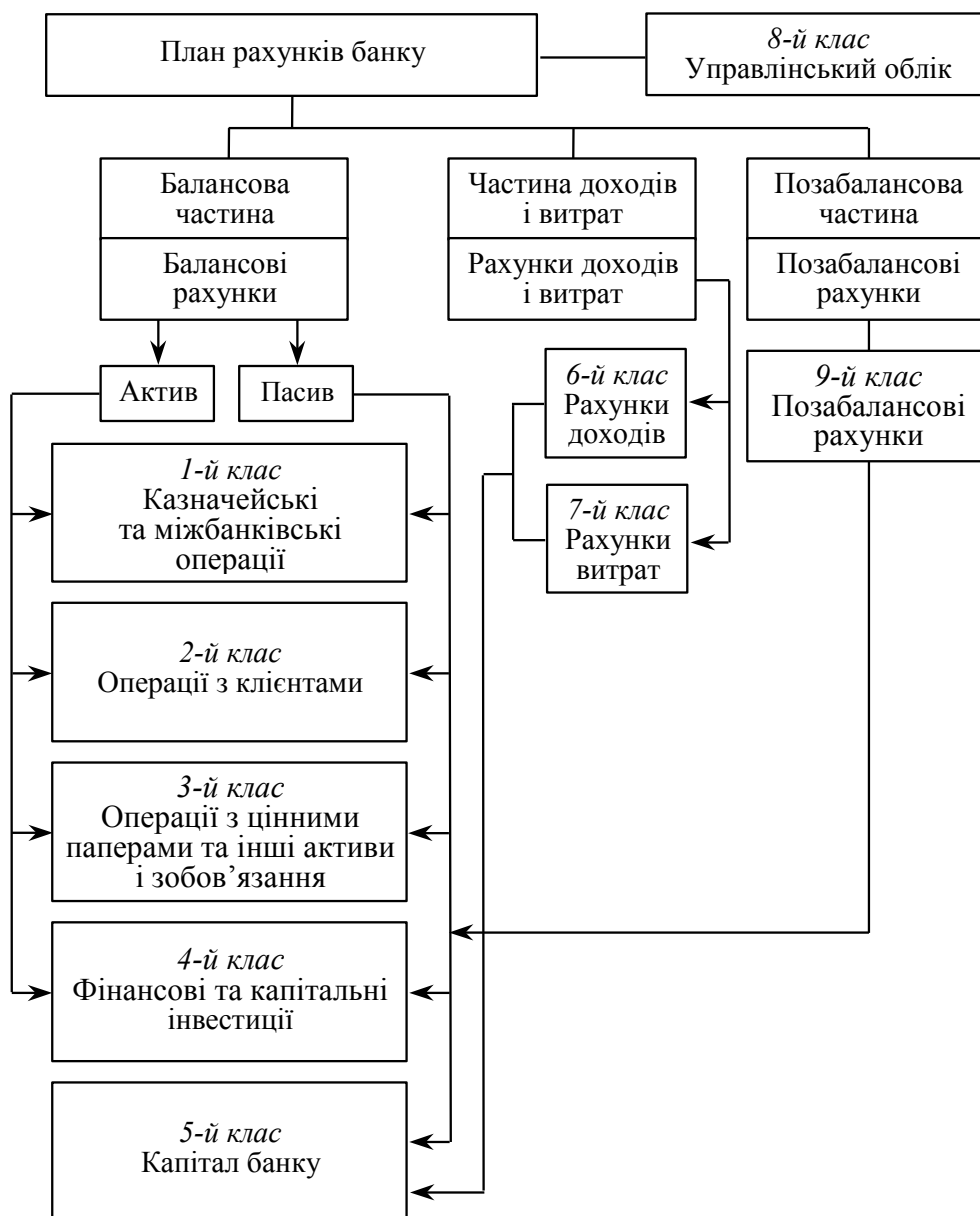 План рахунків банку
8-й клас
Управлінський облік
Балансова
частина
Балансові
рахунки
Частина доходів
і витрат
Рахунки доходів
і витрат
Позабалансова
частина
Позабалансові
рахунки
Актив
Пасив
6-й клас
Рахунки
доходів
9-й клас
Позабалансові
рахунки
1-й клас
Казначейські
та міжбанківські
операції
7-й клас
Рахунки
витрат
2-й клас
Операції з клієнтами
3-й клас
Операції з цінними
паперами та інші активи
і зобов’язання
4-й клас
Фінансові та капітальні
інвестиції
5-й клас
Капітал банку